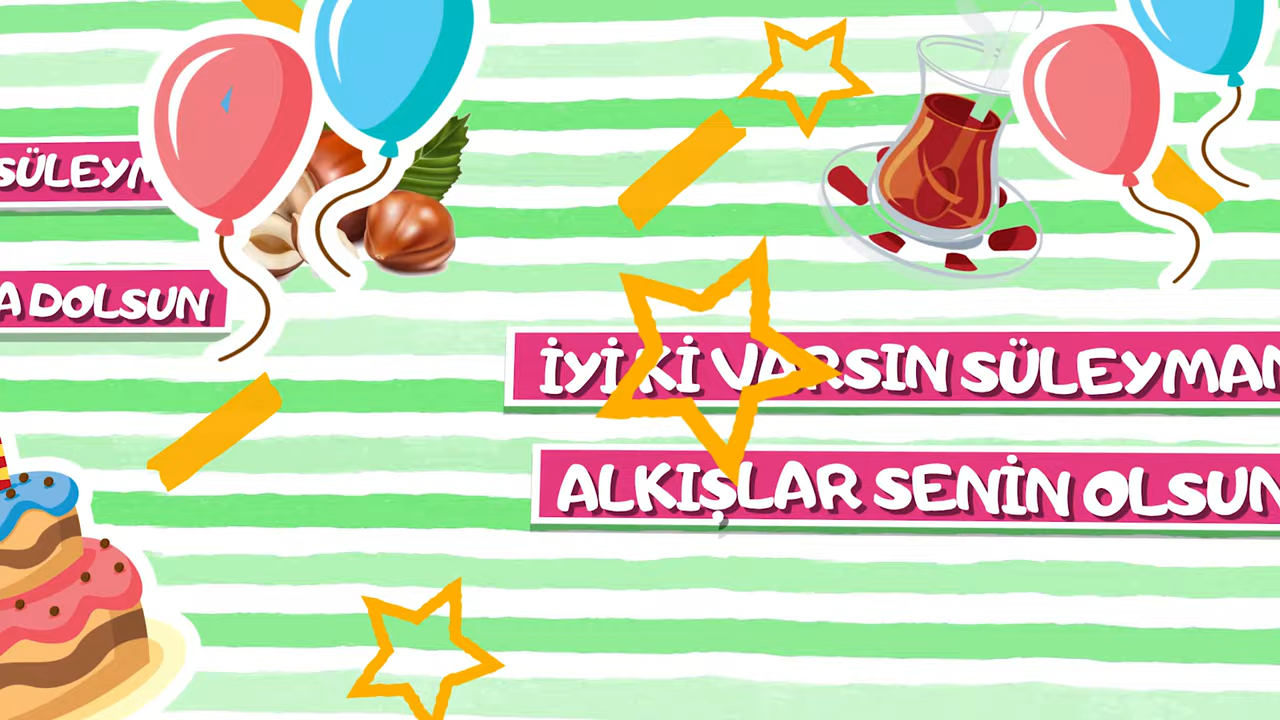 SÜLEYM
A DOLSUN
İYİ Kİ VARSIN SÜLEYMAN
ALKIŞLAR SENİN OLSUN